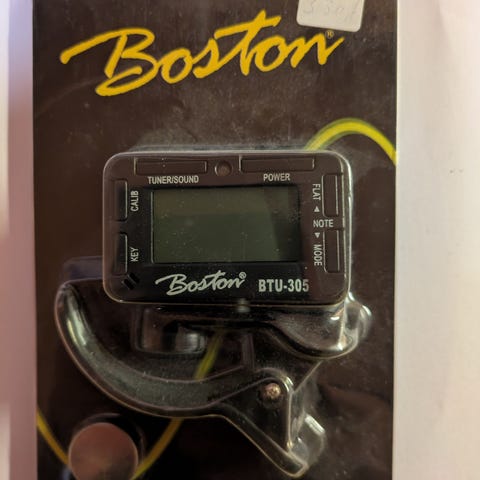 Boston®
TUNER/SOUND
POWER
CALIB
FLAT ▲
NOTE
▼ MODE
KEY
Boston®
BTU-305